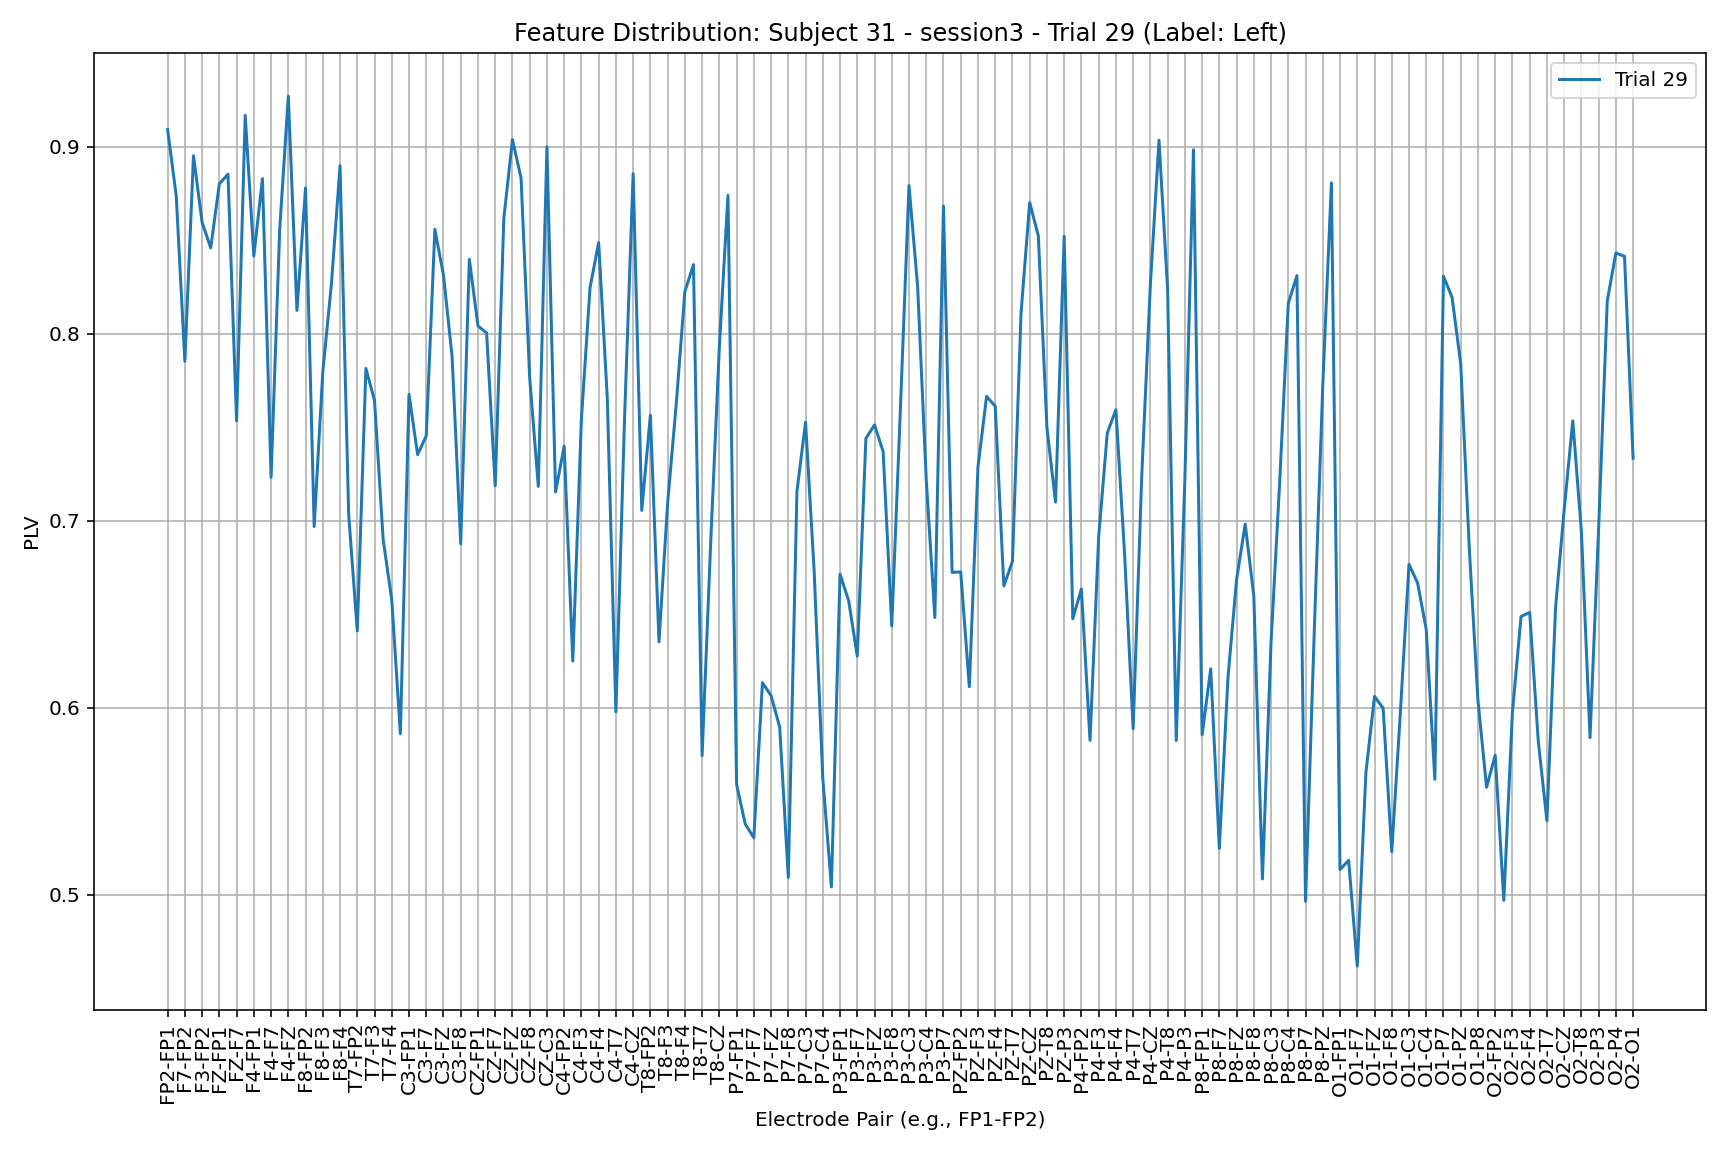 Feature Distribution: Subject 31 - session3 - Trial 29 (Label: Left)
Trial 29
PLV
0.9
0.8
0.7
0.6
0.5
FP2-FP1
F7-FP2
F3-FP2
FZ-FP1
FZ-F7
F4-FP1
F4-F7
F4-FZ
F8-FP2
F8-F3
F8-F4
T7-FP2
T7-F3
T7-F4
C3-FP1
C3-F7
C3-FZ
C3-F8
CZ-FP1
CZ-F7
CZ-FZ
CZ-F8
CZ-C3
C4-FP2
C4-F3
C4-F4
C4-T7
C4-CZ
T8-FP2
T8-F3
T8-F4
T8-T7
T8-CZ
P7-FP1
P7-F7
P7-FZ
P7-F8
P7-C3
P7-C4
P3-FP1
P3-F7
P3-FZ
P3-F8
P3-C3
P3-C4
P3-P7
PZ-FP2
PZ-F3
PZ-F4
PZ-T7
PZ-CZ
PZ-T8
PZ-P3
P4-FP2
P4-F3
P4-F4
P4-T7
P4-CZ
P4-T8
P4-P3
P8-FP1
P8-F7
P8-FZ
P8-F8
P8-C3
P8-C4
P8-P7
P8-PZ
O1-FP1
O1-F7
O1-FZ
O1-F8
O1-C3
O1-C4
O1-P7
O1-PZ
O1-P8
O2-FP2
O2-F3
O2-F4
O2-T7
O2-CZ
O2-T8
O2-P3
O2-P4
O2-O1
Electrode Pair (e.g., FP1-FP2)